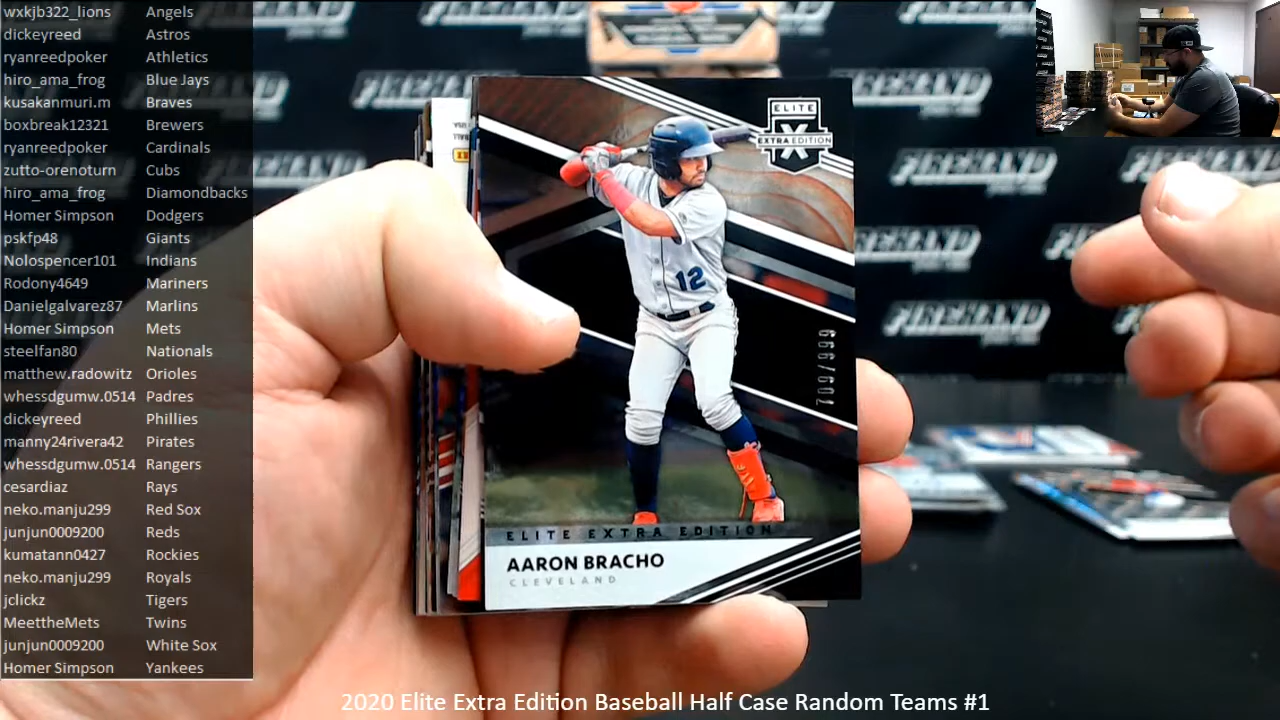 wxkjb322_lions Angels
dickeyreed Astros
ryanreedpoker Athletics
hiro_ama_frog Blue Jays
kusakanmuri.m Braves
boxbreak12321 Brewers
ryanreedpoker Cardinals
zutto-orenoturn Cubs
hiro_ama_frog Diamondbacks
Homer Simpson Dodgers
pskfp48 Giants
Nolospencer101 Indians
Rodony4649 Mariners
Danielgalvarez87 Marlins
Homer Simpson Mets
steelfan80 Nationals
matthew.radowitz Orioles
whessdgumw.0514 Padres
dickeyreed Phillies
manny24rivera42 Pirates
whessdgumw.0514 Rangers
cesardiaz Rays
neko.manju299 Red Sox
junjun0009200 Reds
kumatann0427 Rockies
neko.manju299 Royals
jclickz Tigers
MeettheMets Twins
junjun0009200 White Sox
Homer Simpson Yankees
ELITE
EXTRA EDITION
X
12
ELITE EXTRA EDITION
AARON BRACHO
CLEVELAND
FIREHAND
FIREHAND
FIREHAND
FIREHAND
2020 Elite Extra Edition Baseball Half Case Random Teams #1